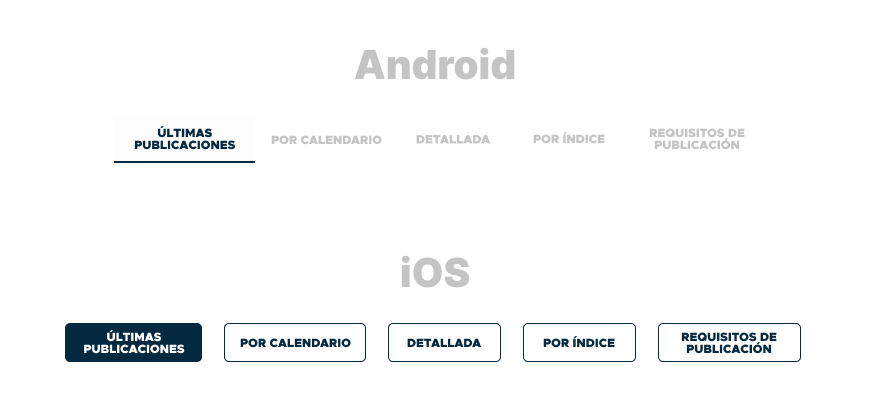 Android
ÚLTIMAS
PUBLICACIONES
POR CALENDARIO
DETALLADA
POR ÍNDICE
REQUISITOS DE
PUBLICACIÓN
iOS
ÚLTIMAS
PUBLICACIONES
POR CALENDARIO
DETALLADA
POR ÍNDICE
REQUISITOS DE
PUBLICACIÓN